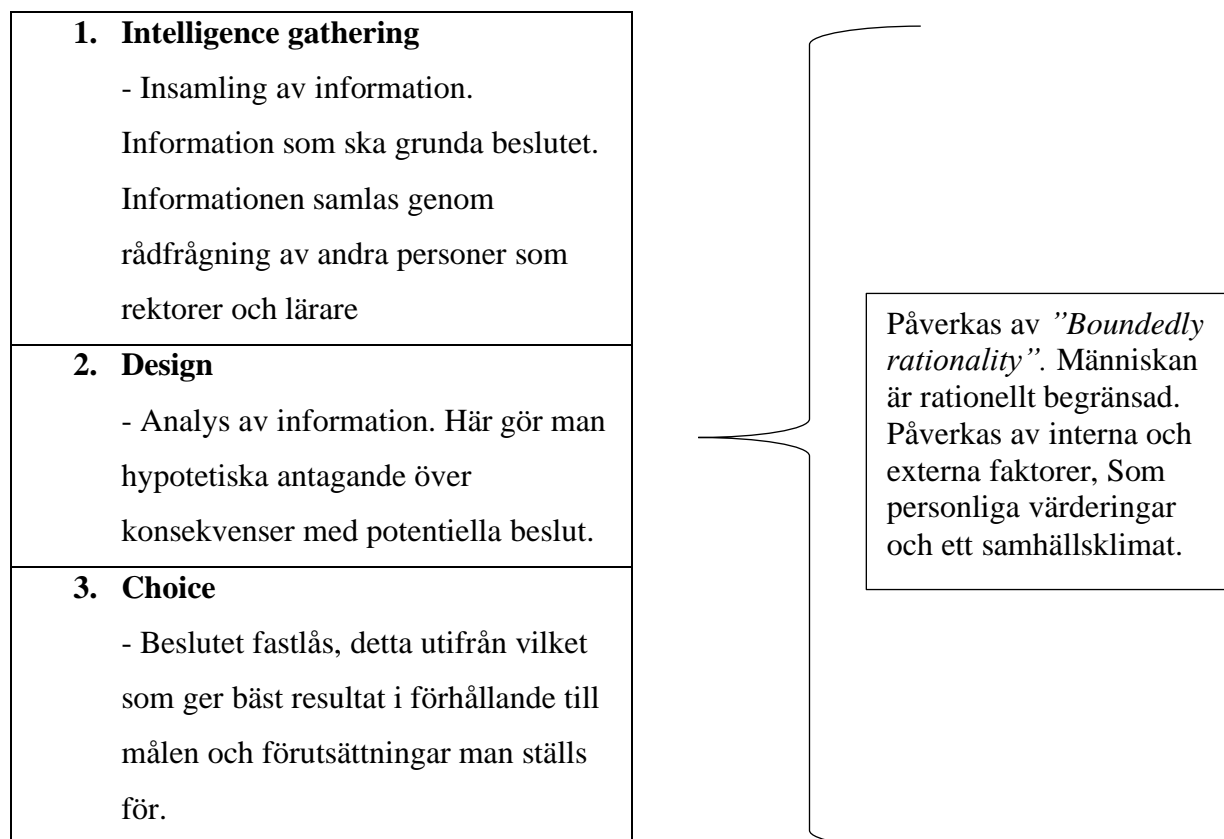 1. Intelligence gathering
- Insamling av information.
Information som ska grunda beslutet.
Informationen samlas genom
rådfrågning av andra personer som
rektorer och lärare
2. Design
- Analys av information. Här gör man
hypotetiska antagande över
konsekvenser med potentiella beslut.
3. Choice
- Beslutet fastlås, detta utifrån vilket
som ger bäst resultat i förhållande till
målen och förutsättningar man ställs
för.
Påverkas av ”Boundedly
rationality”. Människan
är rationellt begränsad.
Påverkas av interna och
externa faktorer, Som
personliga värderingar
och ett samhällsklimat.